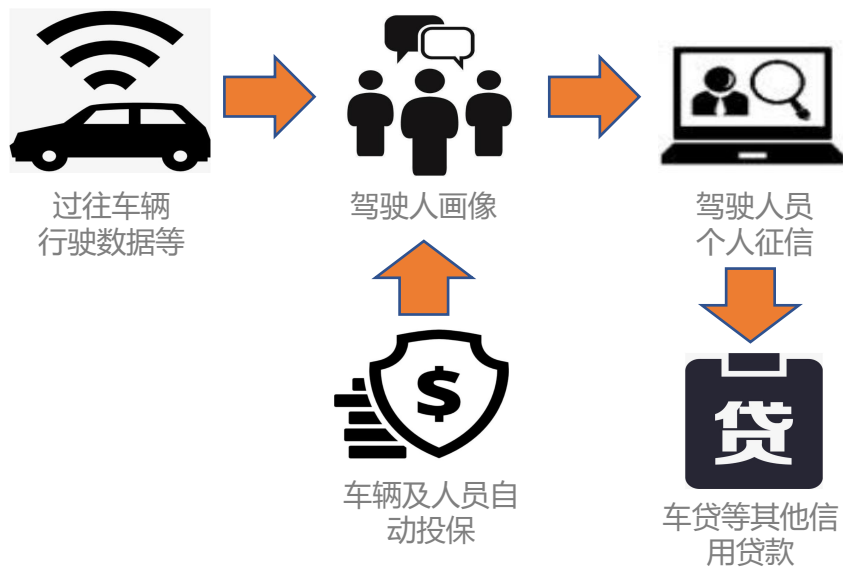 过往车辆
行驶数据等
驾驶人画像
驾驶人员
个人征信
$
车辆及人员自
动投保
贷
车贷等其他信
用贷款